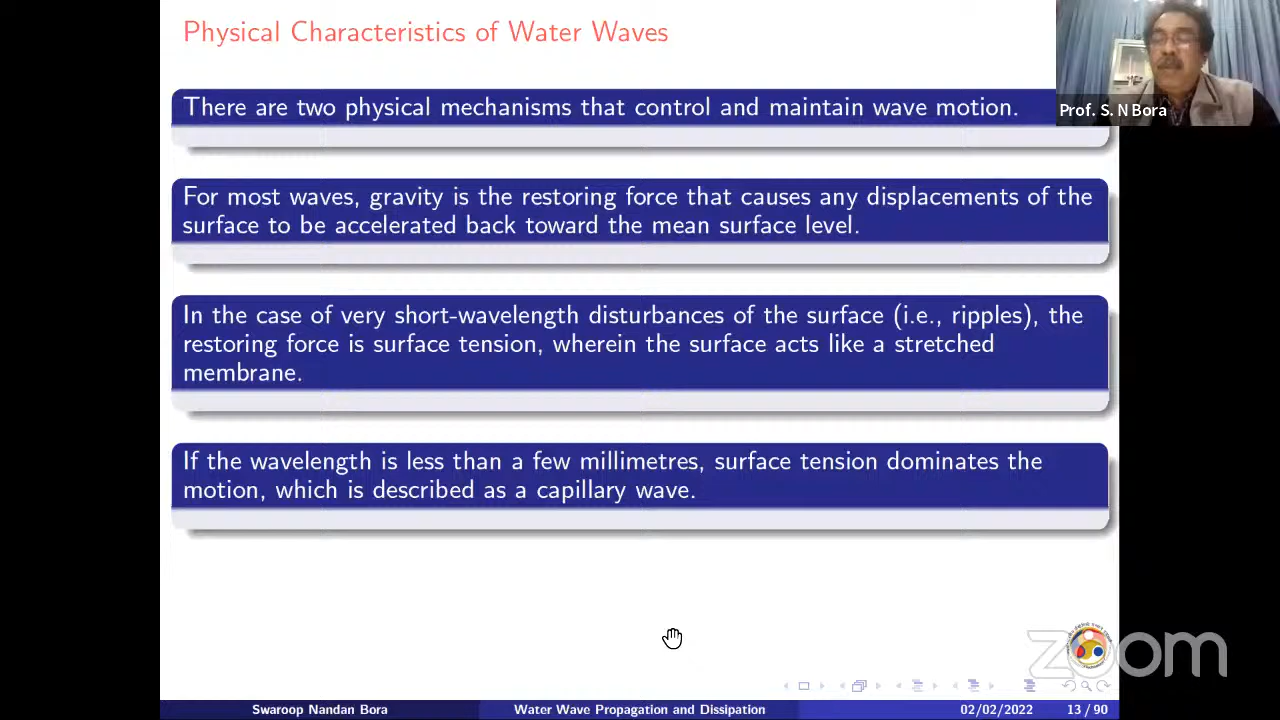 Physical Characteristics of Water Waves
There are two physical mechanisms that control and maintain wave motion.
Prof. S. N Bora
For most waves, gravity is the restoring force that causes any displacements of the
surface to be accelerated back toward the mean surface level.
In the case of very short-wavelength disturbances of the surface (i.e., ripples), the
restoring force is surface tension, wherein the surface acts like a stretched
membrane.
If the wavelength is less than a few millimetres, surface tension dominates the
motion, which is described as a capillary wave.
zoom
Swaroop Nandan Bora Water Wave Propagation and Dissipation 02/02/2022 13 / 90